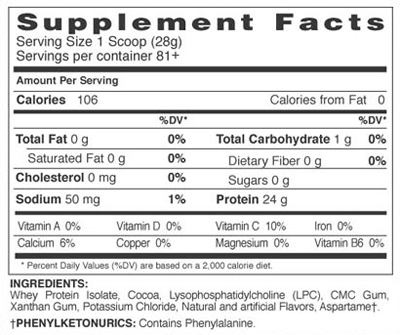 Supplement Facts
Serving Size 1 Scoop (28g)
Servings per container 81+
Amount Per Serving
Calories 106 Calories from Fat 0
%DV* %DV*
Total Fat 0 g 0% Total Carbohydrate 1 g 0%
Saturated Fat 0 g 0% Dietary Fiber 0 g 0%
Cholesterol 0 mg 0% Sugars 0 g
Sodium 50 mg 1% Protein 24 g
Vitamin A 0% Vitamin D 0% Vitamin C 10% Iron 0%
Calcium 6% Copper 0% Magnesium 0% Vitamin B6 0%
* Percent Daily Values (%DV) are based on a 2,000 calorie diet.
INGREDIENTS:
Whey Protein Isolate, Cocoa, Lysophosphatidylcholine (LPC), CMC Gum,
Xanthan Gum, Potassium Chloride, Natural and artificial Flavors, Aspartame†.
†PHENYLKETONURICS: Contains Phenylalanine.